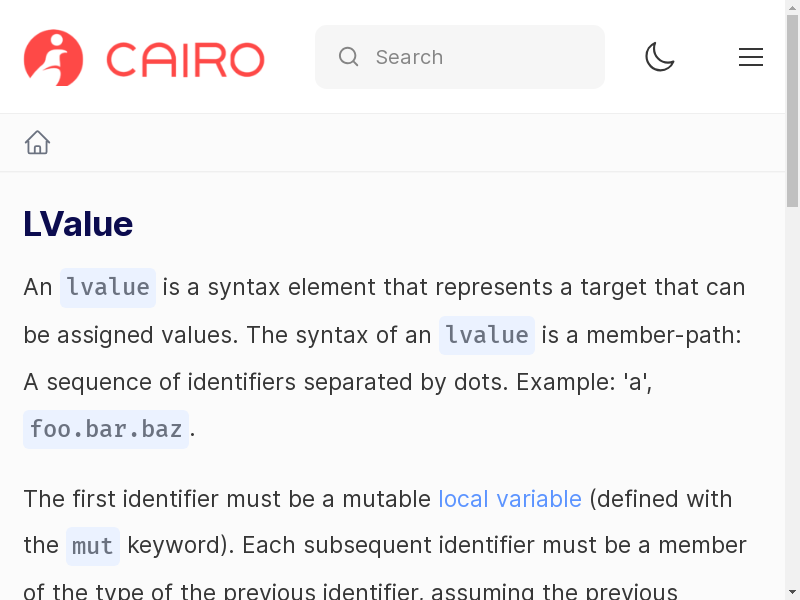 CAIRO
Search
LValue
An lvalue is a syntax element that represents a target that can
be assigned values. The syntax of an lvalue is a member-path:
A sequence of identifiers separated by dots. Example: 'a',
foo.bar.baz.
The first identifier must be a mutable local variable (defined with
the mut keyword). Each subsequent identifier must be a member
of the type of the previous identifier, assuming the previous